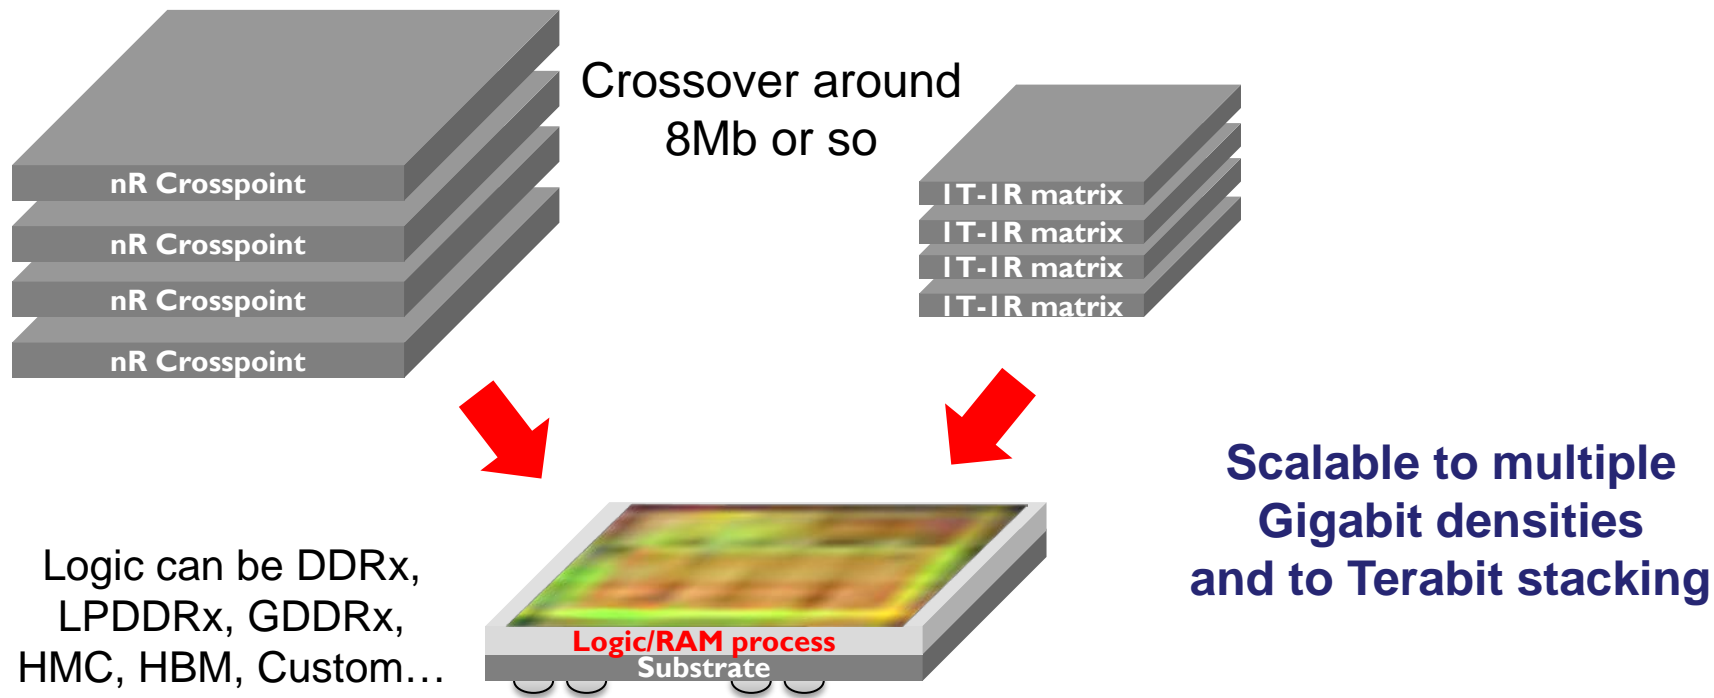 Crossover around
8Mb or so
nR Crosspoint
nR Crosspoint
nR Crosspoint
nR Crosspoint
1T-1R matrix
1T-1R matrix
1T-1R matrix
1T-1R matrix
Scalable to multiple
Gigabit densities
and to Terabit stacking
Logic can be DDRx,
LPDDRx, GDDRx,
HMC, HBM, Custom…
Logic/RAM process
Substrate